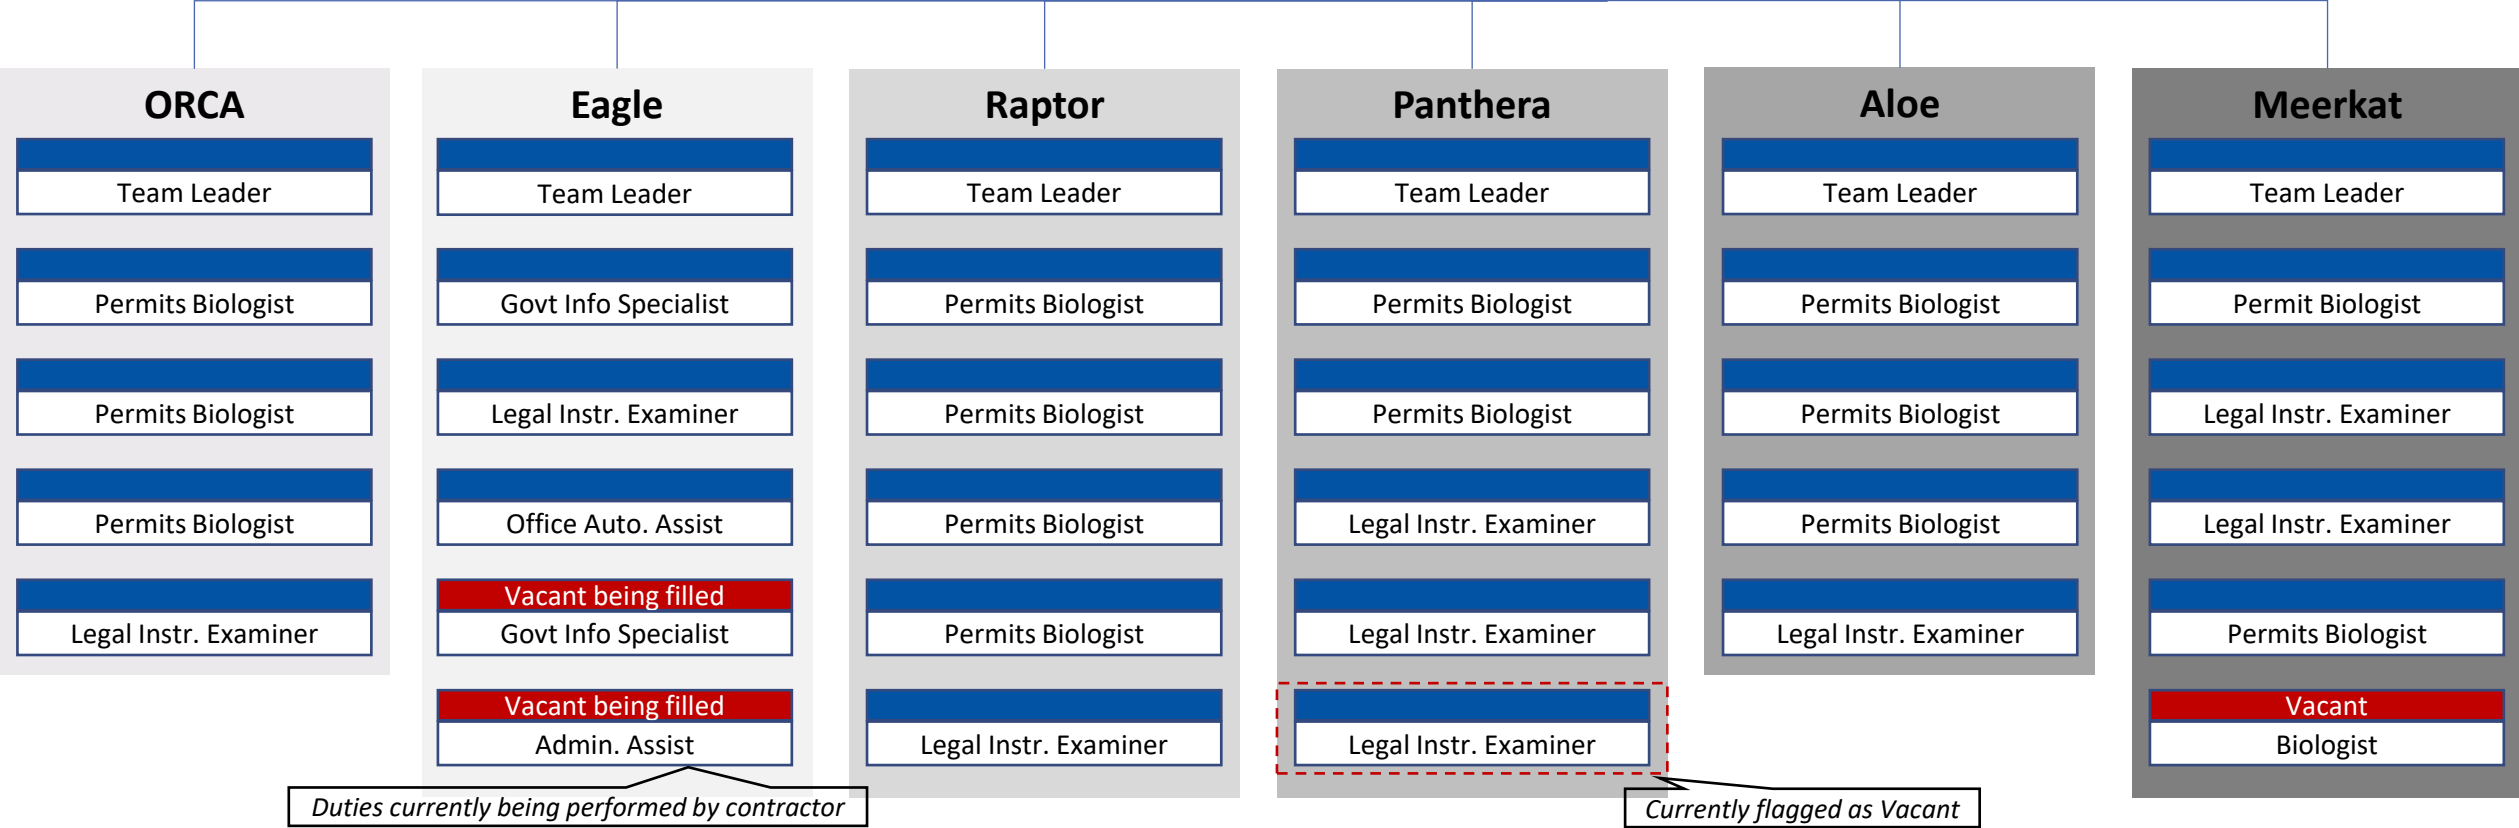 ORCA
Team Leader
Permits Biologist
Permits Biologist
Permits Biologist
Legal Instr. Examiner
Eagle
Team Leader
Govt Info Specialist
Legal Instr. Examiner
Office Auto. Assist
Vacant being filled
Govt Info Specialist
Vacant being filled
Admin. Assist
Duties currently being performed by contractor
Raptor
Team Leader
Permits Biologist
Permits Biologist
Permits Biologist
Permits Biologist
Legal Instr. Examiner
Panthera
Team Leader
Permits Biologist
Permits Biologist
Legal Instr. Examiner
Legal Instr. Examiner
Legal Instr. Examiner
Currently flagged as Vacant
Aloe
Team Leader
Permits Biologist
Permits Biologist
Permits Biologist
Legal Instr. Examiner
Meerkat
Team Leader
Permit Biologist
Legal Instr. Examiner
Legal Instr. Examiner
Permits Biologist
Vacant
Biologist